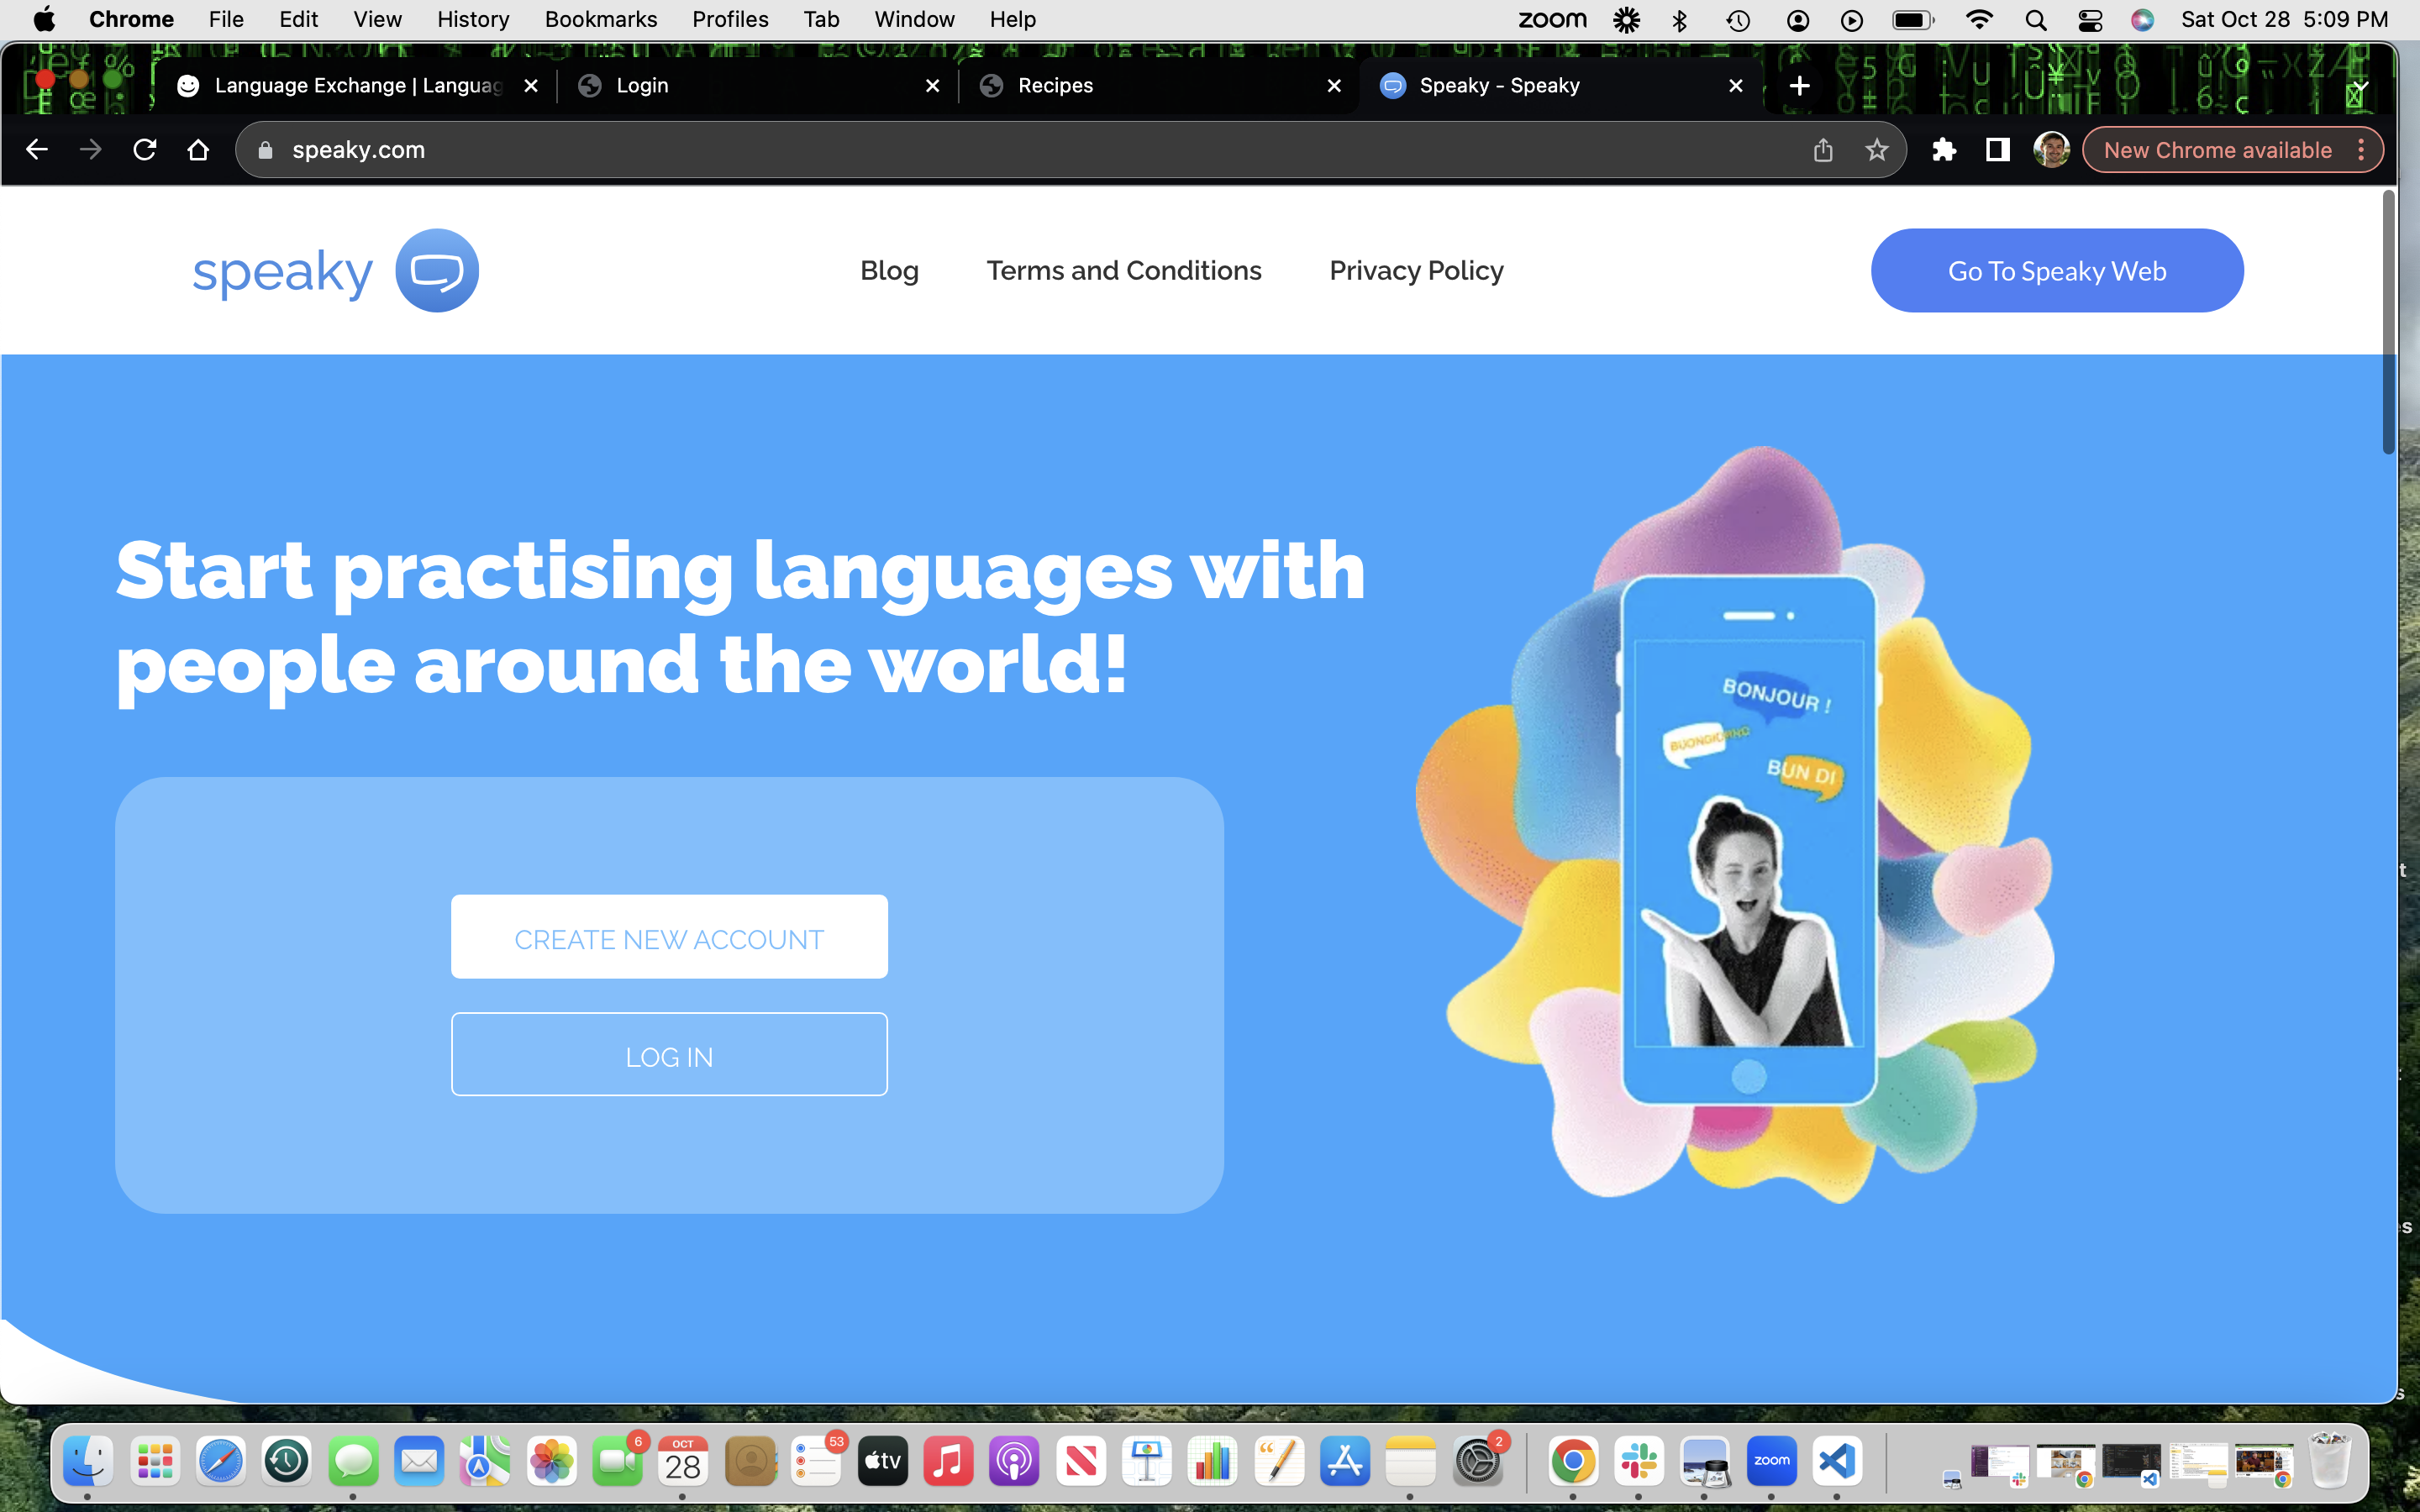 Chrome File Edit View History Bookmarks Profiles Tab Window Help zoom Sat Oct 28 5:09 PM
Language Exchange | Languag Login Recipes Speaky - Speaky
speaky.com New Chrome available
speaky Blog Terms and Conditions Privacy Policy Go To Speaky Web
Start practising languages with
people around the world!
BONJOUR !
BUONGIORNO
BUN DI
CREATE NEW ACCOUNT
LOG IN
6 OCT 28 53 tv 2 zoom